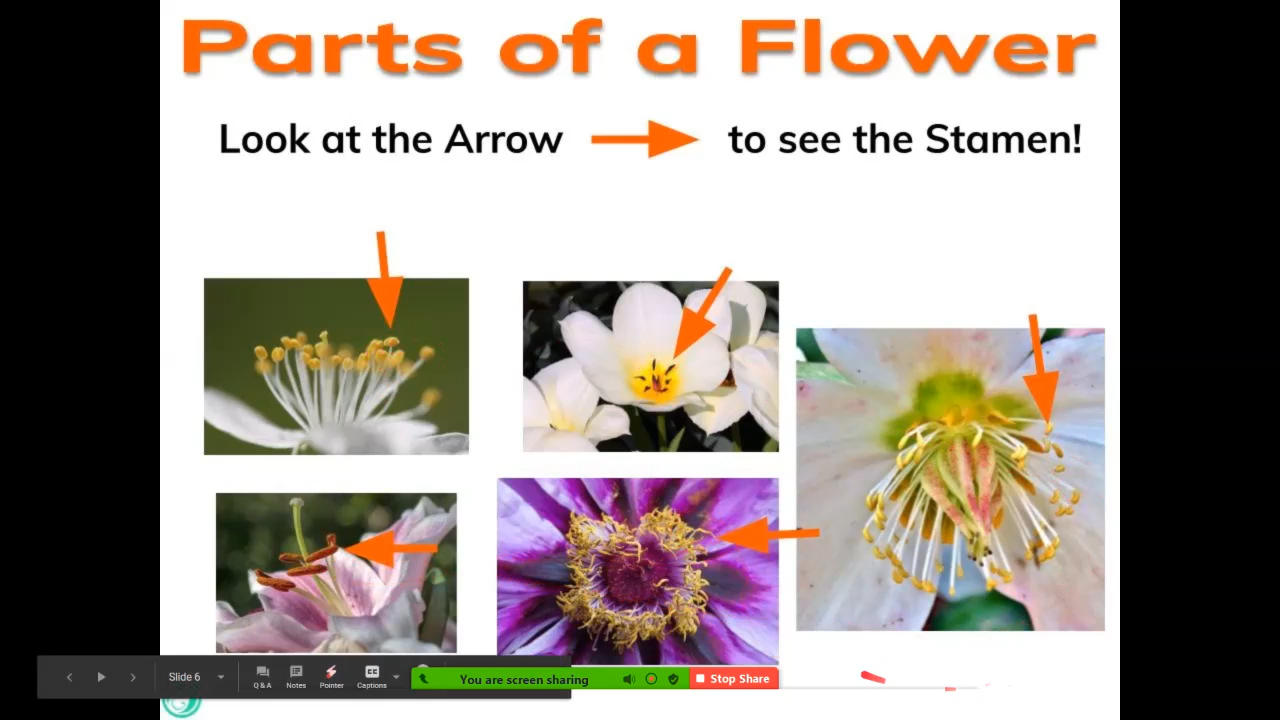 Parts of a Flower
Look at the Arrow to see the Stamen!
Slide 6
Q & A
Notes
Pointer
CC
Captions
You are screen sharing
Stop Share